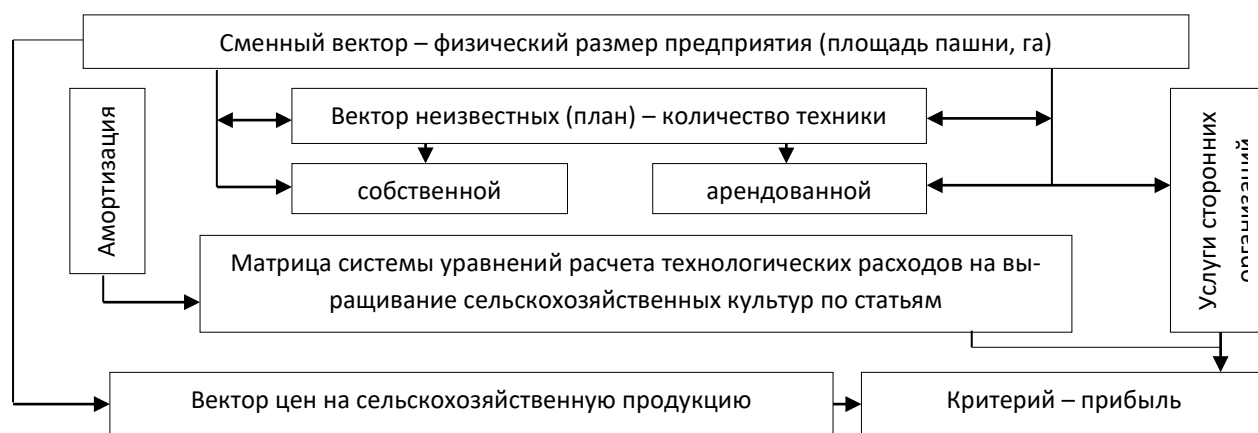 Сменный вектор – физический размер предприятия (площадь пашни, га)
Амортизация
Вектор неизвестных (план) – количество техники
собственной
арендованной
Услуги сторонних
Матрица системы уравнений расчета технологических расходов на вы-
ращивание сельскохозяйственных культур по статьям
Вектор цен на сельскохозяйственную продукцию
Критерий – прибыль